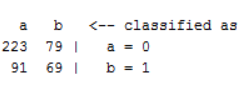 a b <-- classified as
223 79 | a = 0
91 69 | b = 1